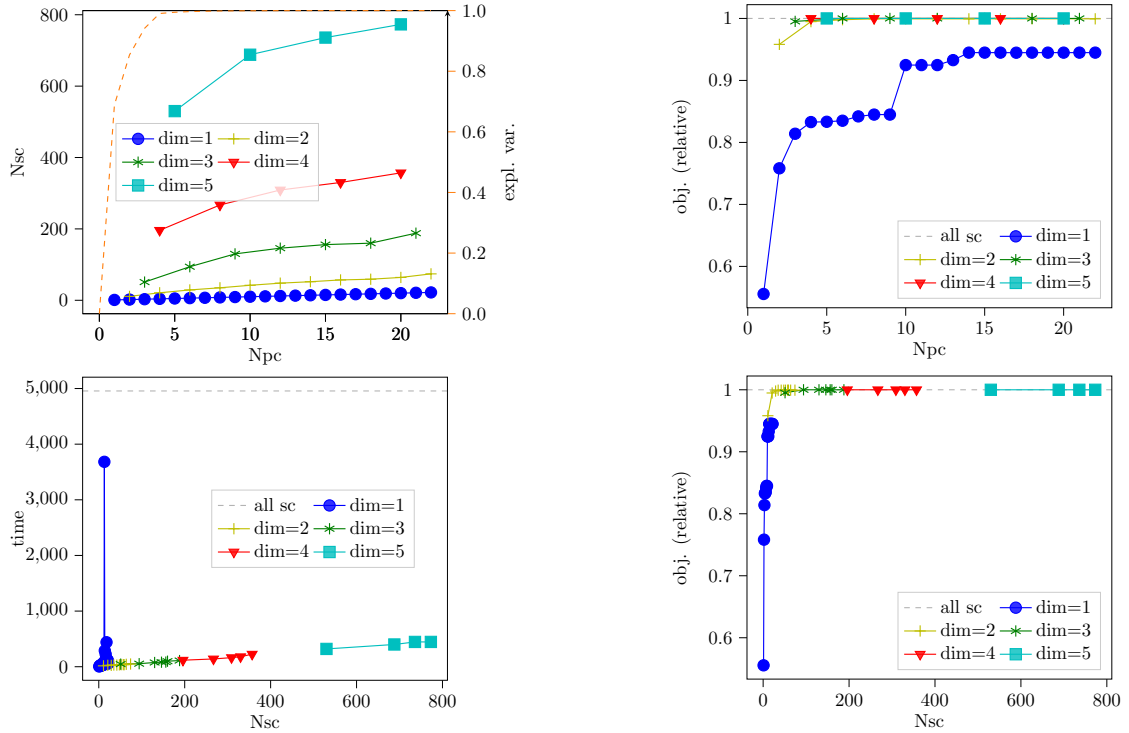 800
600
400
200
0
Nsc
0
5
10
15
20
Npc
1.0
0.8
0.6
0.4
0.2
0.0
expl. var.
dim=1 dim=2
dim=3 dim=4
dim=5
1
0.9
0.8
0.7
0.6
obj. (relative)
0
5
10
15
20
Npc
all sc dim=1
dim=2 dim=3
dim=4 dim=5
5,000
4,000
3,000
2,000
1,000
0
time
0
200
400
600
800
Nsc
all sc dim=1
dim=2 dim=3
dim=4 dim=5
1
0.9
0.8
0.7
0.6
obj. (relative)
0
200
400
600
800
Nsc
all sc dim=1
dim=2 dim=3
dim=4 dim=5